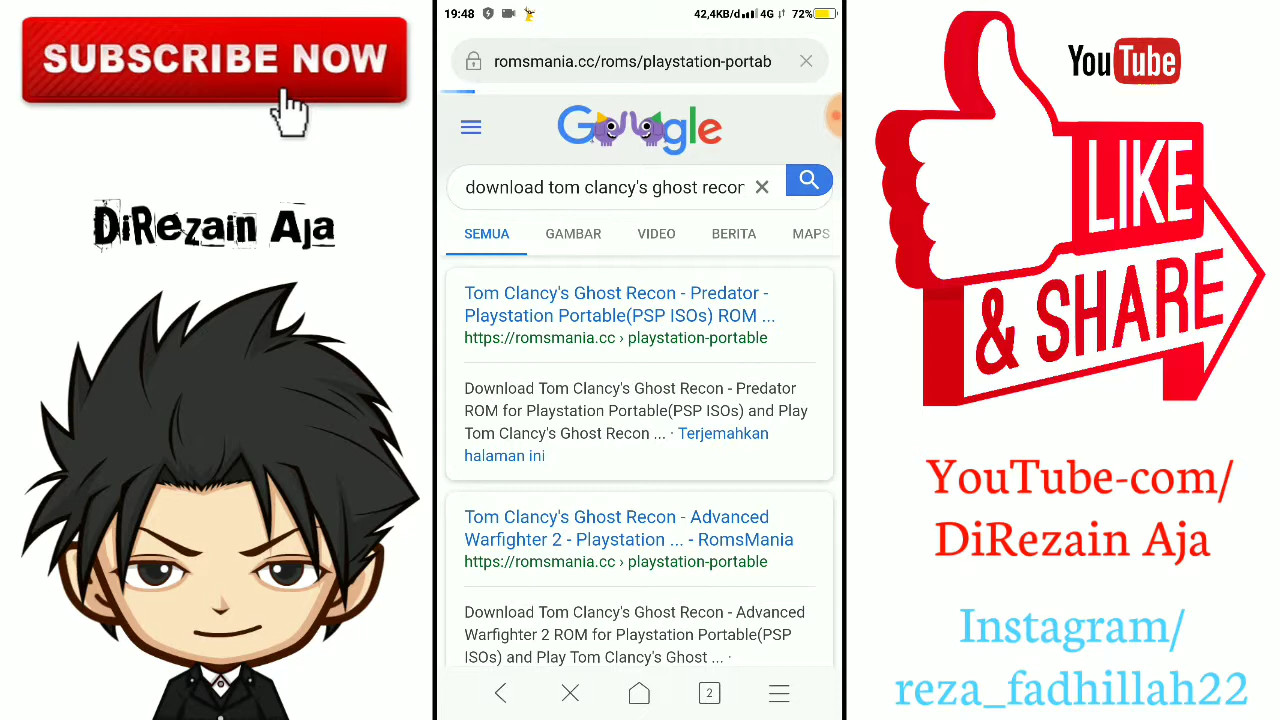 SUBSCRIBE NOW
DiRezain Aja
19:48
42,4KB/d
4G
72%
romsmania.cc/roms/playstation-portab
Google
download tom clancy's ghost recor
SEMUA
GAMBAR
VIDEO
BERITA
MAPS
Tom Clancy's Ghost Recon - Predator -
Playstation Portable(PSP ISOs) ROM ...
https://romsmania.cc › playstation-portable
Download Tom Clancy's Ghost Recon - Predator
ROM for Playstation Portable(PSP ISOs) and Play
Tom Clancy's Ghost Recon ... · Terjemahkan
halaman ini
Tom Clancy's Ghost Recon - Advanced
Warfighter 2 - Playstation ... - RomsMania
https://romsmania.cc › playstation-portable
Download Tom Clancy's Ghost Recon - Advanced
Warfighter 2 ROM for Playstation Portable(PSP
ISOs) and Play Tom Clancy's Ghost ... ·
2
YouTube
LIKE
& SHARE
YouTube-com/
DiRezain Aja
Instagram/
reza_fadhillah22